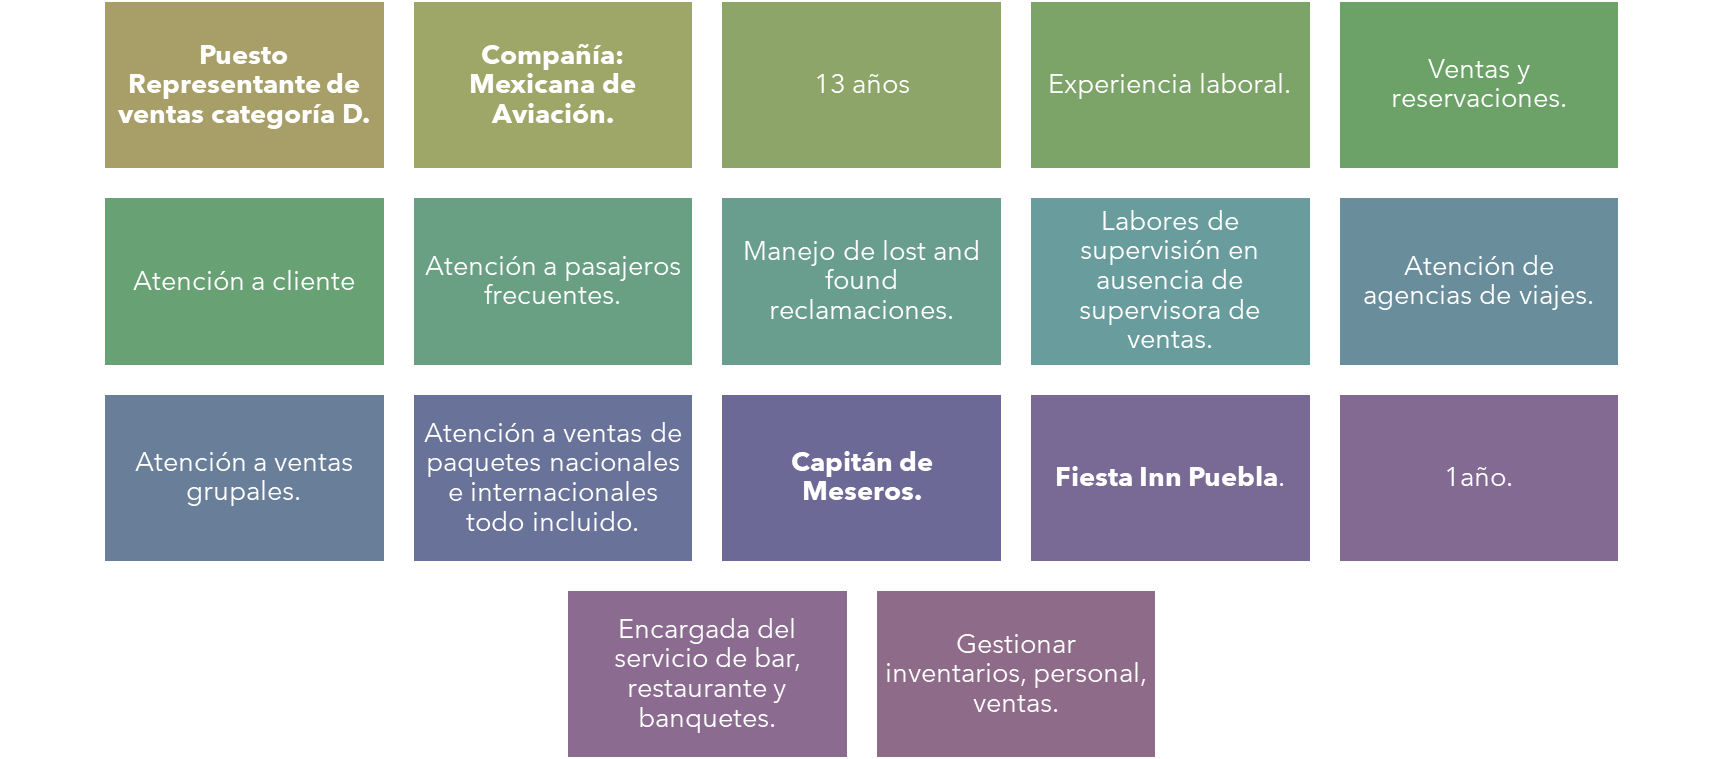 Puesto
Representante de
ventas categoría D.
Compañía:
Mexicana de
Aviación.
13 años
Experiencia laboral.
Ventas y
reservaciones.
Atención a cliente
Atención a pasajeros
frecuentes.
Manejo de lost and
found
reclamaciones.
Labores de
supervisión en
ausencia de
supervisora de
ventas.
Atención de
agencias de viajes.
Atención a ventas
grupales.
Atención a ventas de
paquetes nacionales
e internacionales
todo incluido.
Capitán de
Meseros.
Fiesta Inn Puebla.
1año.
Encargada del
servicio de bar,
restaurante y
banquetes.
Gestionar
inventarios, personal,
ventas.